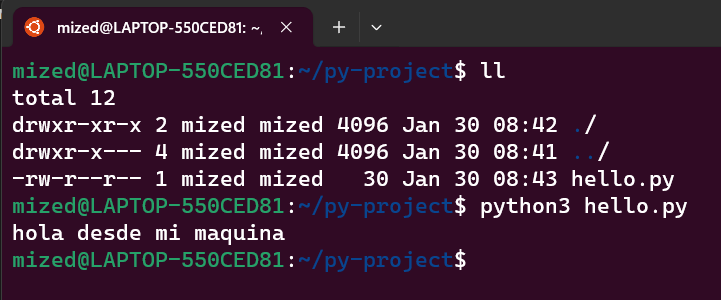 mized@LAPTOP-550CED81: ~,
mized@LAPTOP-550CED81:~/py-project$ ll
total 12
drwxr-xr-x 2 mized mized 4096 Jan 30 08:42 ./
drwxr-x--- 4 mized mized 4096 Jan 30 08:41 ../
-rw-r--r-- 1 mized mized   30 Jan 30 08:43 hello.py
mized@LAPTOP-550CED81:~/py-project$ python3 hello.py
hola desde mi maquina
mized@LAPTOP-550CED81:~/py-project$